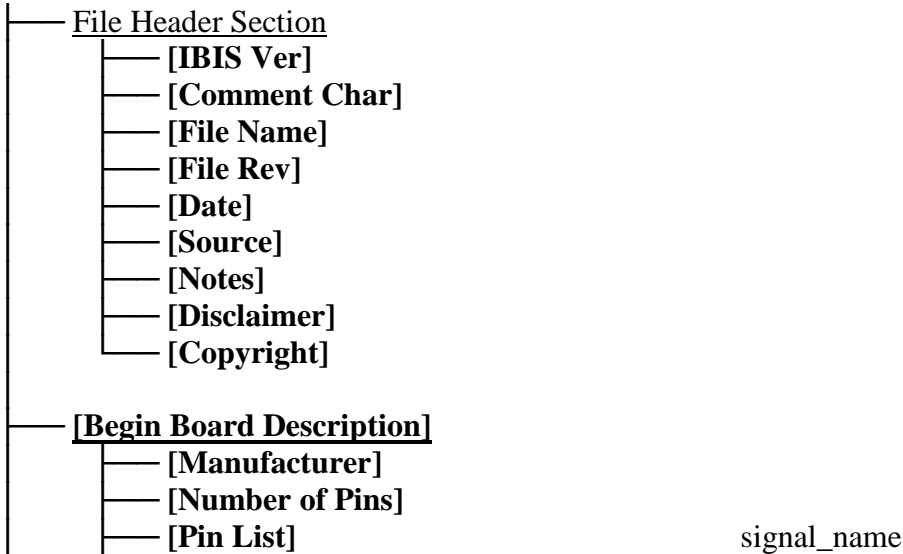 File Header Section
[IBIS Ver]
[Comment Char]
[File Name]
[File Rev]
[Date]
[Source]
[Notes]
[Disclaimer]
[Copyright]
[Begin Board Description]
[Manufacturer]
[Number of Pins]
[Pin List] signal_name